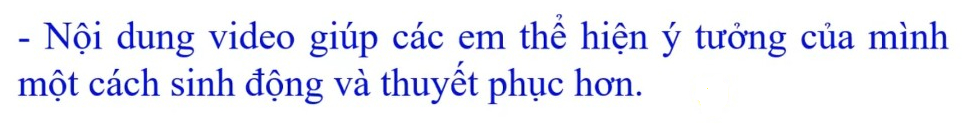 - Nội dung video giúp các em thể hiện ý tưởng của mình
một cách sinh động và thuyết phục hơn.